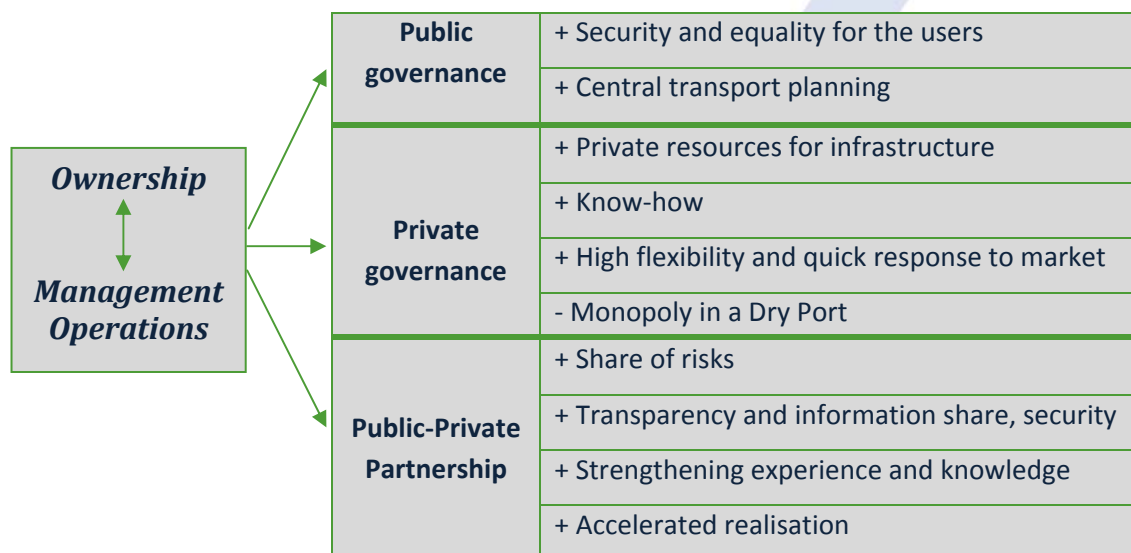 Ownership
Management
Operations
Public
governance
+ Security and equality for the users
+ Central transport planning
Private
governance
+ Private resources for infrastructure
+ Know-how
+ High flexibility and quick response to market
- Monopoly in a Dry Port
Public-Private
Partnership
+ Share of risks
+ Transparency and information share, security
+ Strengthening experience and knowledge
+ Accelerated realisation